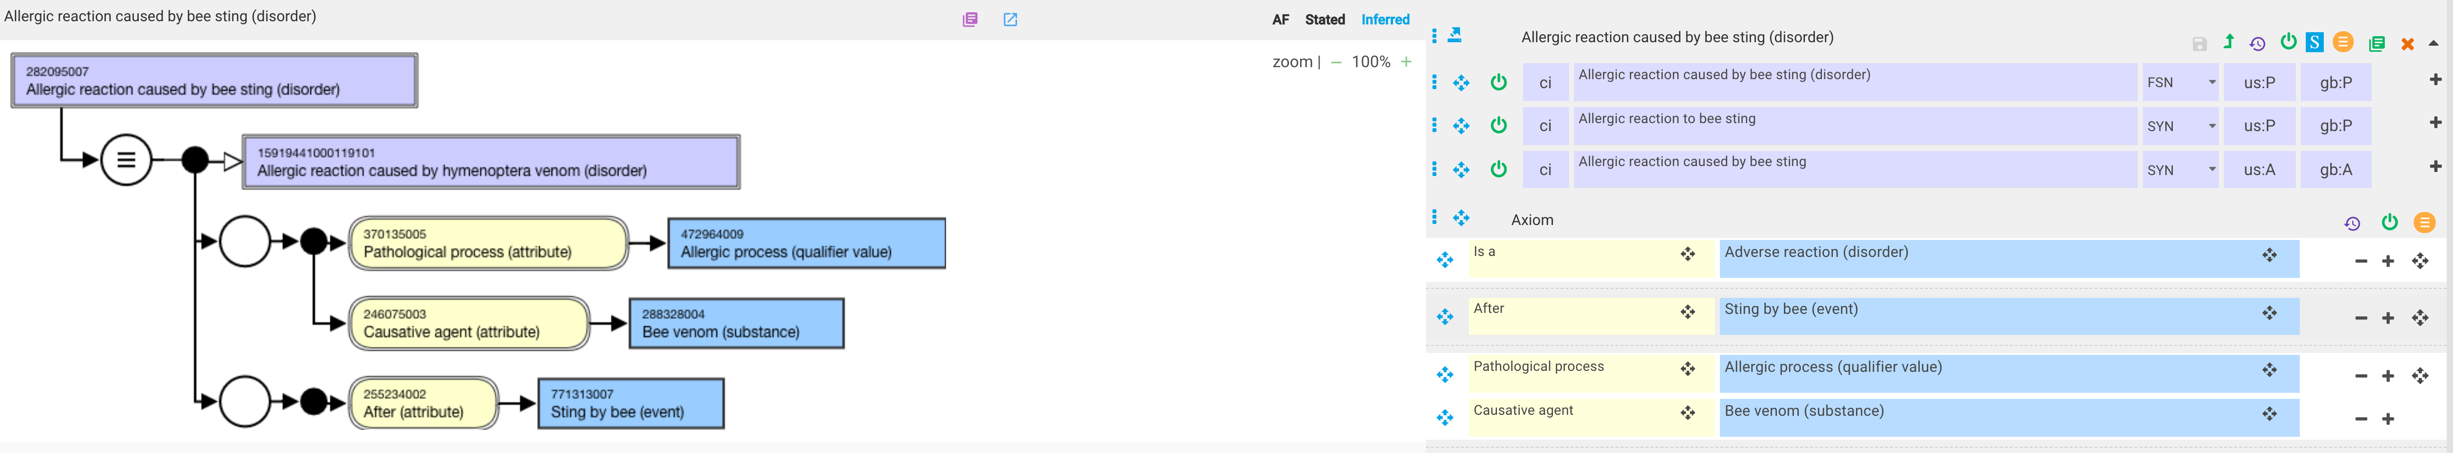 Allergic reaction caused by bee sting (disorder)
AF Stated Inferred
zoom | − 100% +
282095007
Allergic reaction caused by bee sting (disorder)
15919441000119101
Allergic reaction caused by hymenoptera venom (disorder)
370135005
Pathological process (attribute)
472964009
Allergic process (qualifier value)
246075003
Causative agent (attribute)
288328004
Bee venom (substance)
255234002
After (attribute)
771313007
Sting by bee (event)
Allergic reaction caused by bee sting (disorder)
S
ci Allergic reaction caused by bee sting (disorder) FSN us:P gb:P +
ci Allergic reaction to bee sting SYN us:P gb:P +
ci Allergic reaction caused by bee sting SYN us:A gb:A +
Axiom
Is a Adverse reaction (disorder) − +
After Sting by bee (event) − +
Pathological process Allergic process (qualifier value) − +
Causative agent Bee venom (substance) − +